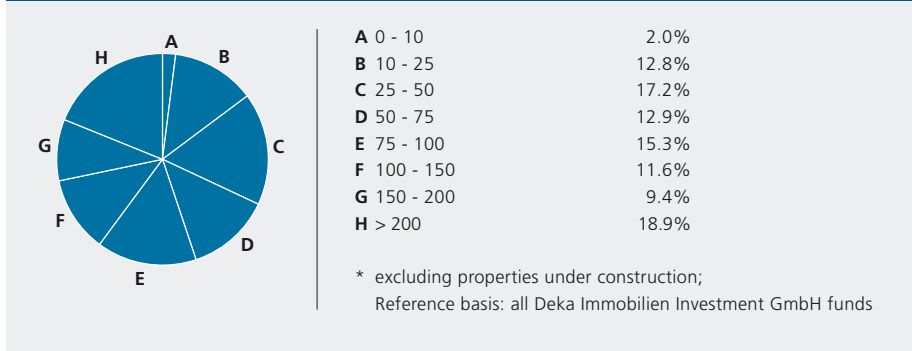 A
B
C
D
E
F
G
H
A 0 - 10 2.0%
B 10 - 25 12.8%
C 25 - 50 17.2%
D 50 - 75 12.9%
E 75 - 100 15.3%
F 100 - 150 11.6%
G 150 - 200 9.4%
H > 200 18.9%
* excluding properties under construction;
Reference basis: all Deka Immobilien Investment GmbH funds